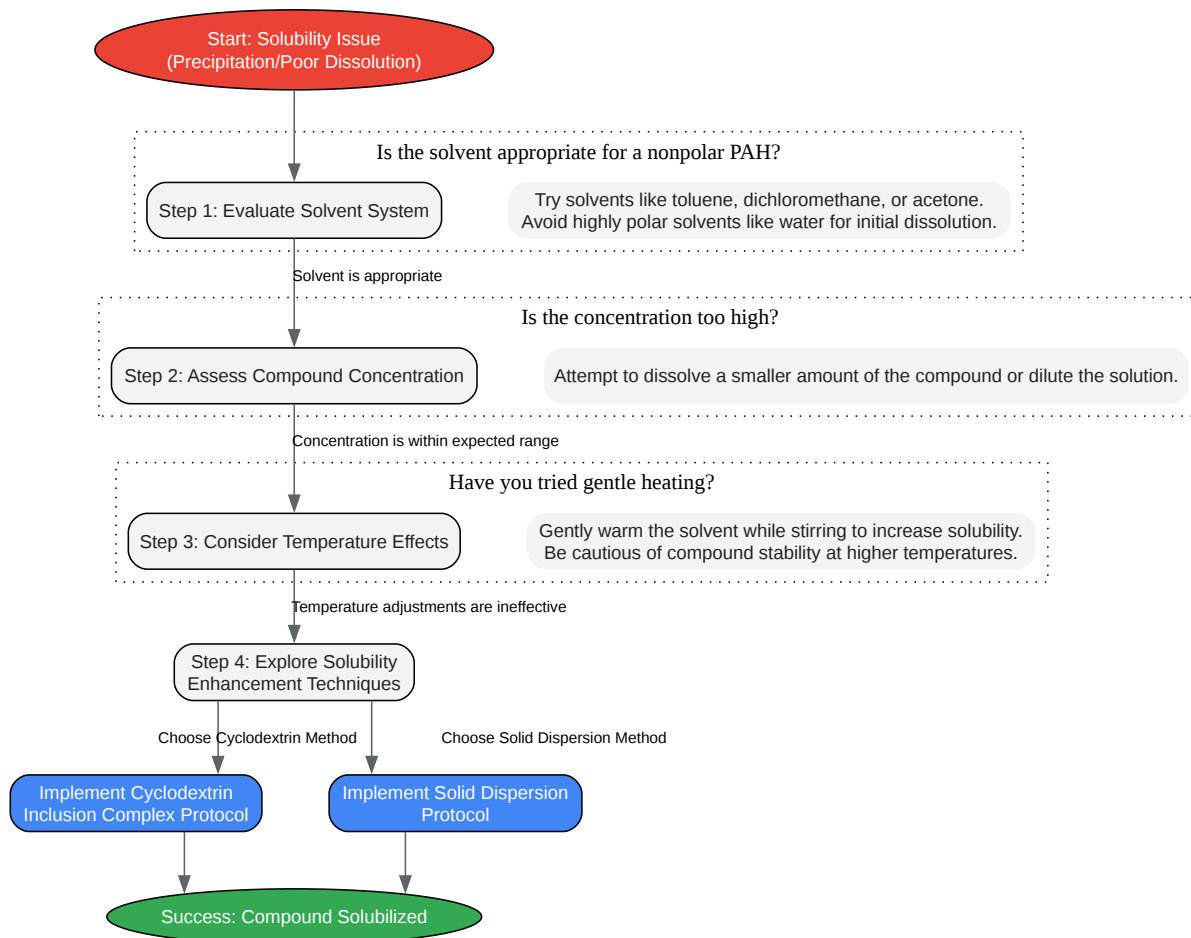 Start: Solubility Issue
(Precipitation/Poor Dissolution)
Is the solvent appropriate for a nonpolar PAH?
Step 1: Evaluate Solvent System
Try solvents like toluene, dichloromethane, or acetone.
Avoid highly polar solvents like water for initial dissolution.
Solvent is appropriate
Is the concentration too high?
Step 2: Assess Compound Concentration
Attempt to dissolve a smaller amount of the compound or dilute the solution.
Concentration is within expected range
Have you tried gentle heating?
Step 3: Consider Temperature Effects
Gently warm the solvent while stirring to increase solubility.
Be cautious of compound stability at higher temperatures.
Temperature adjustments are ineffective
Step 4: Explore Solubility
Enhancement Techniques
Choose Cyclodextrin Method
Choose Solid Dispersion Method
Implement Cyclodextrin
Inclusion Complex Protocol
Implement Solid Dispersion
Protocol
Success: Compound Solubilized